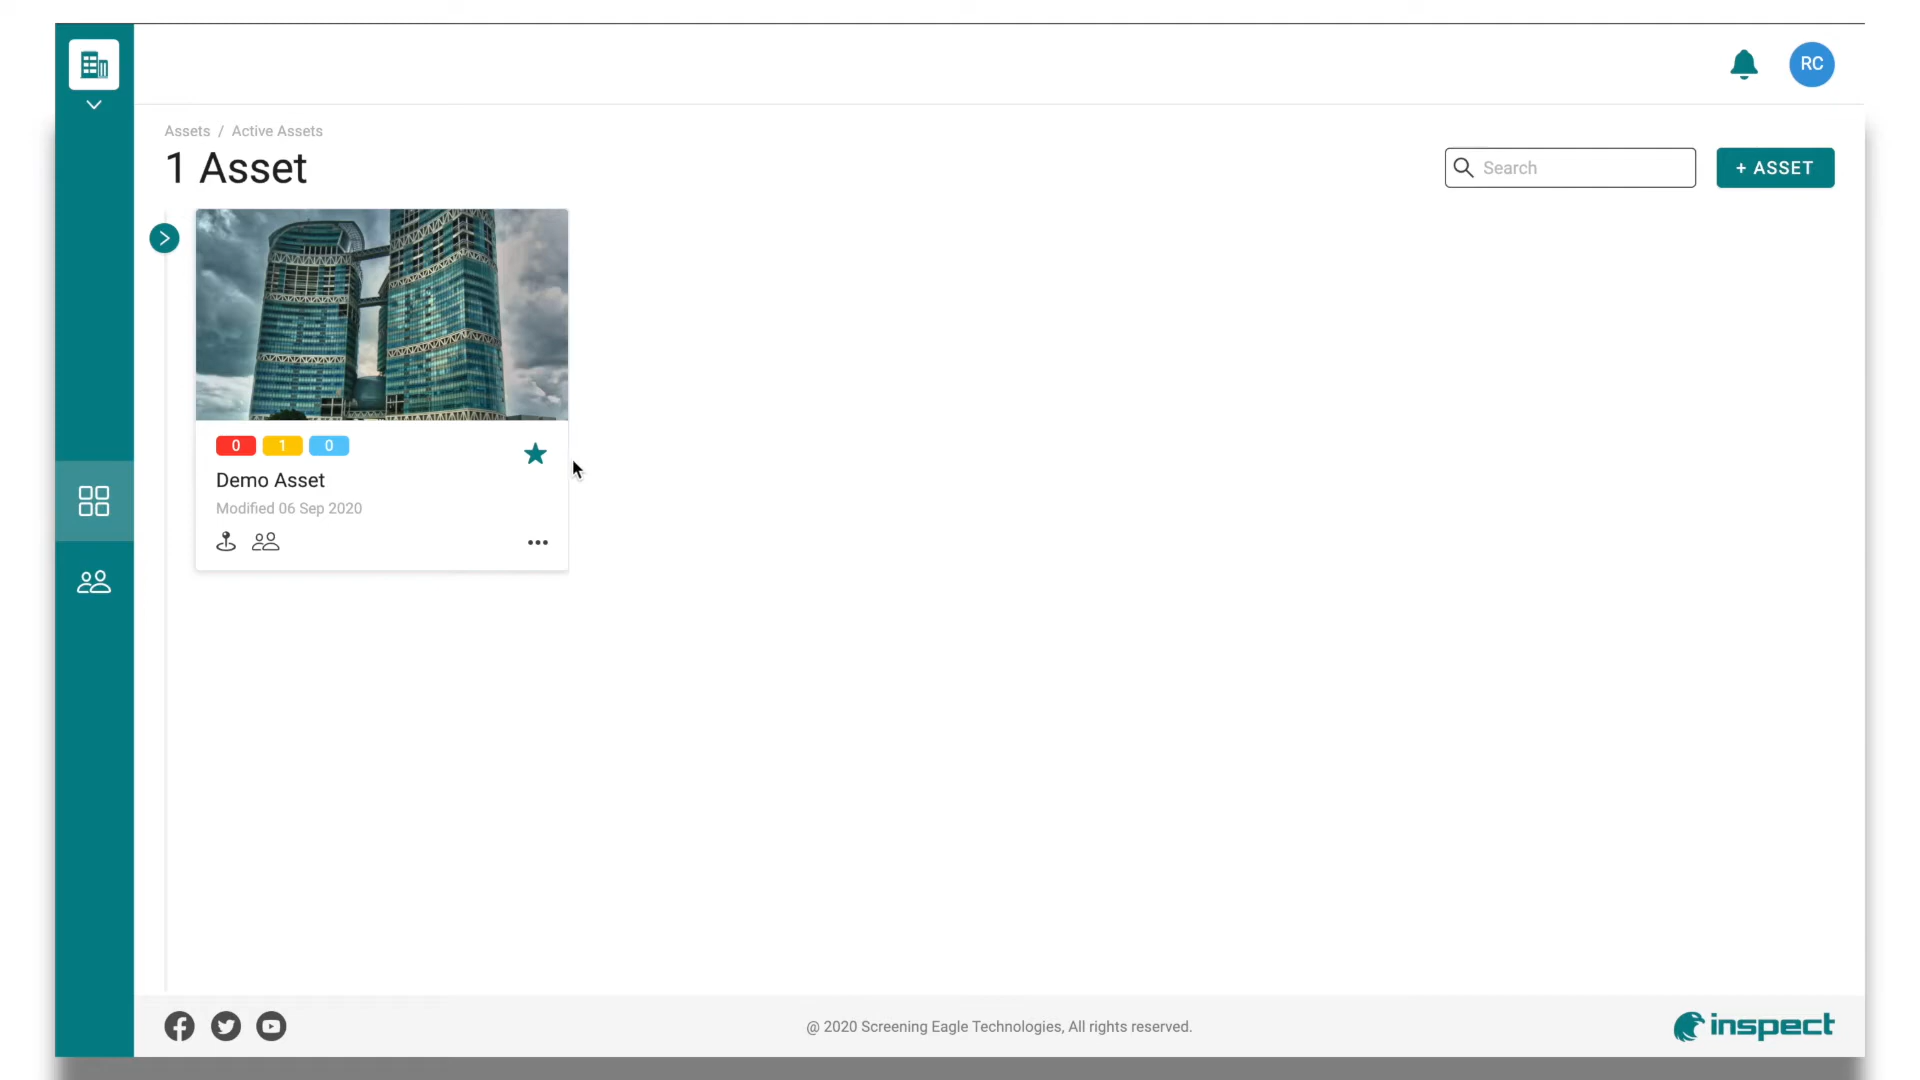 RC
Assets / Active Assets
1 Asset
Search
+ ASSET
0 1 0
Demo Asset
Modified 06 Sep 2020
@ 2020 Screening Eagle Technologies, All rights reserved.
inspect